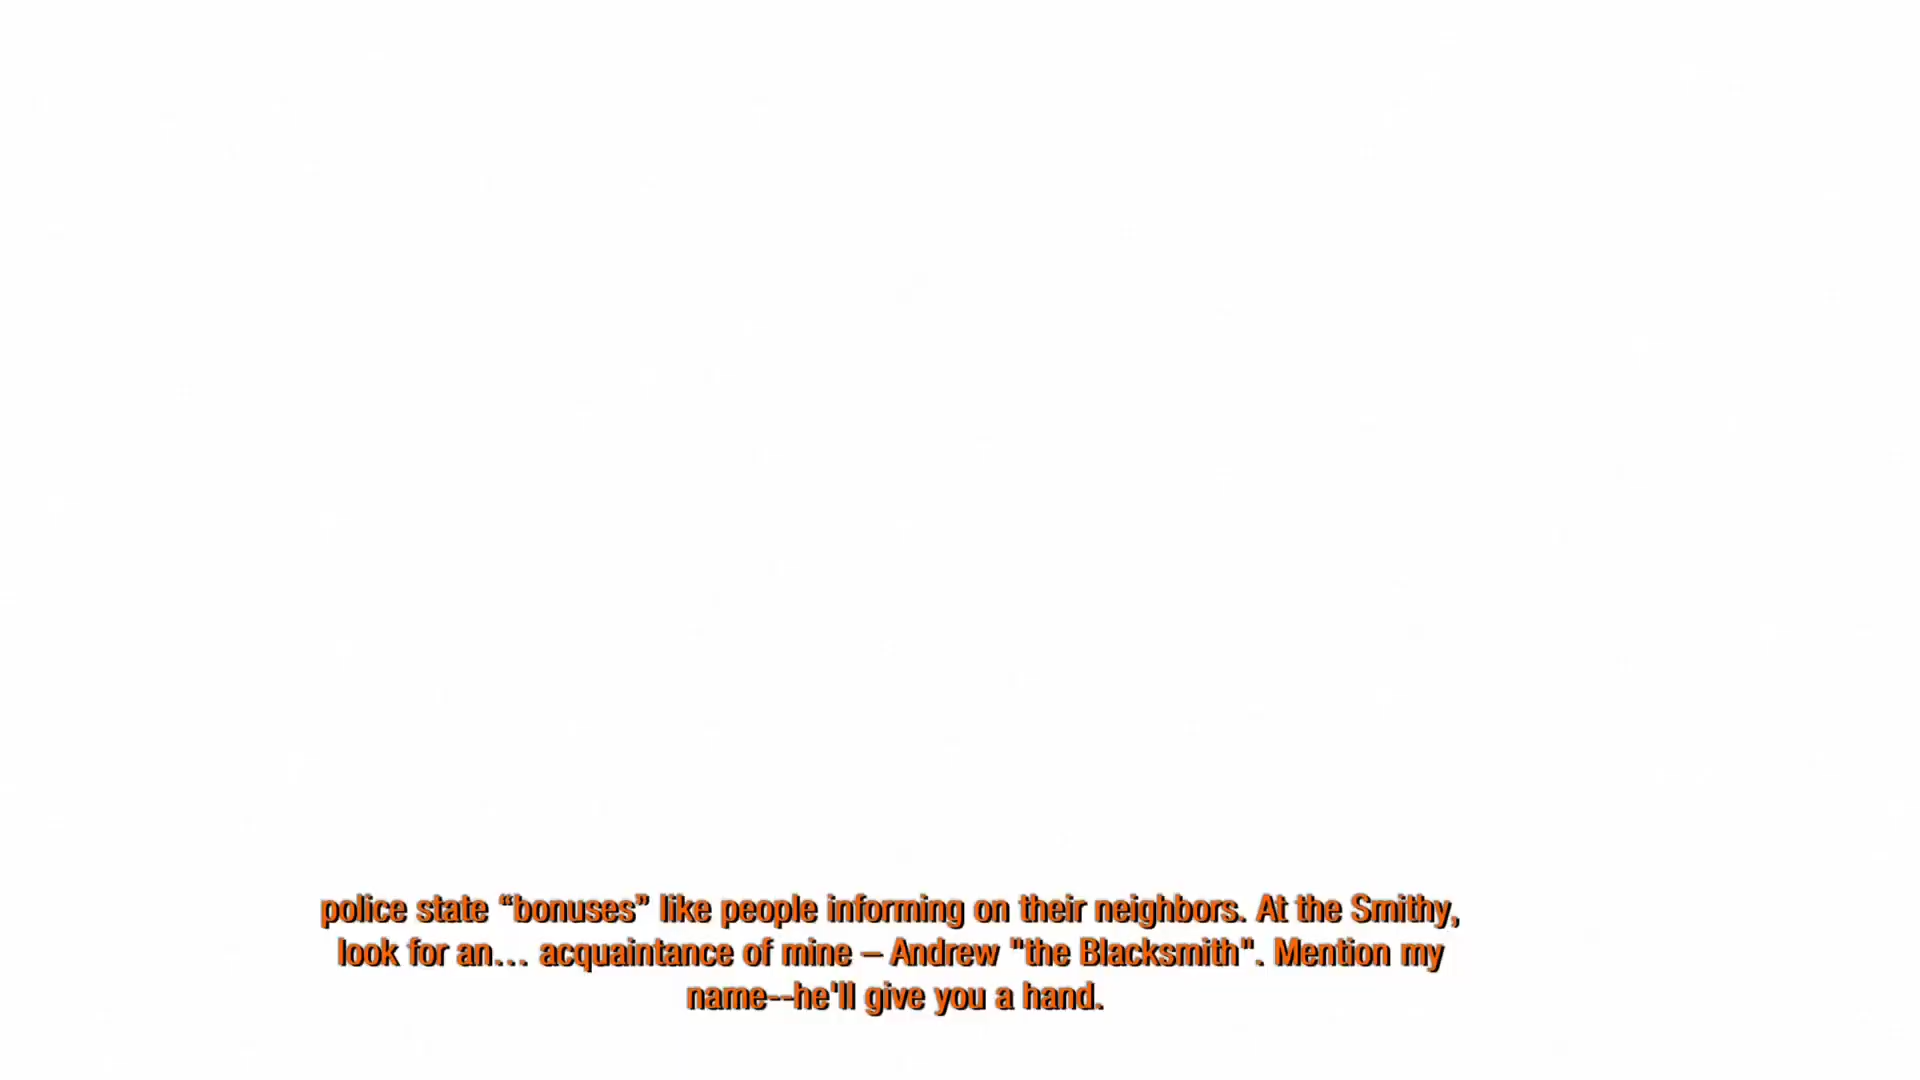 police state “bonuses” like people informing on their neighbors. At the Smithy,
look for an… acquaintance of mine – Andrew "the Blacksmith". Mention my
name--he'll give you a hand.